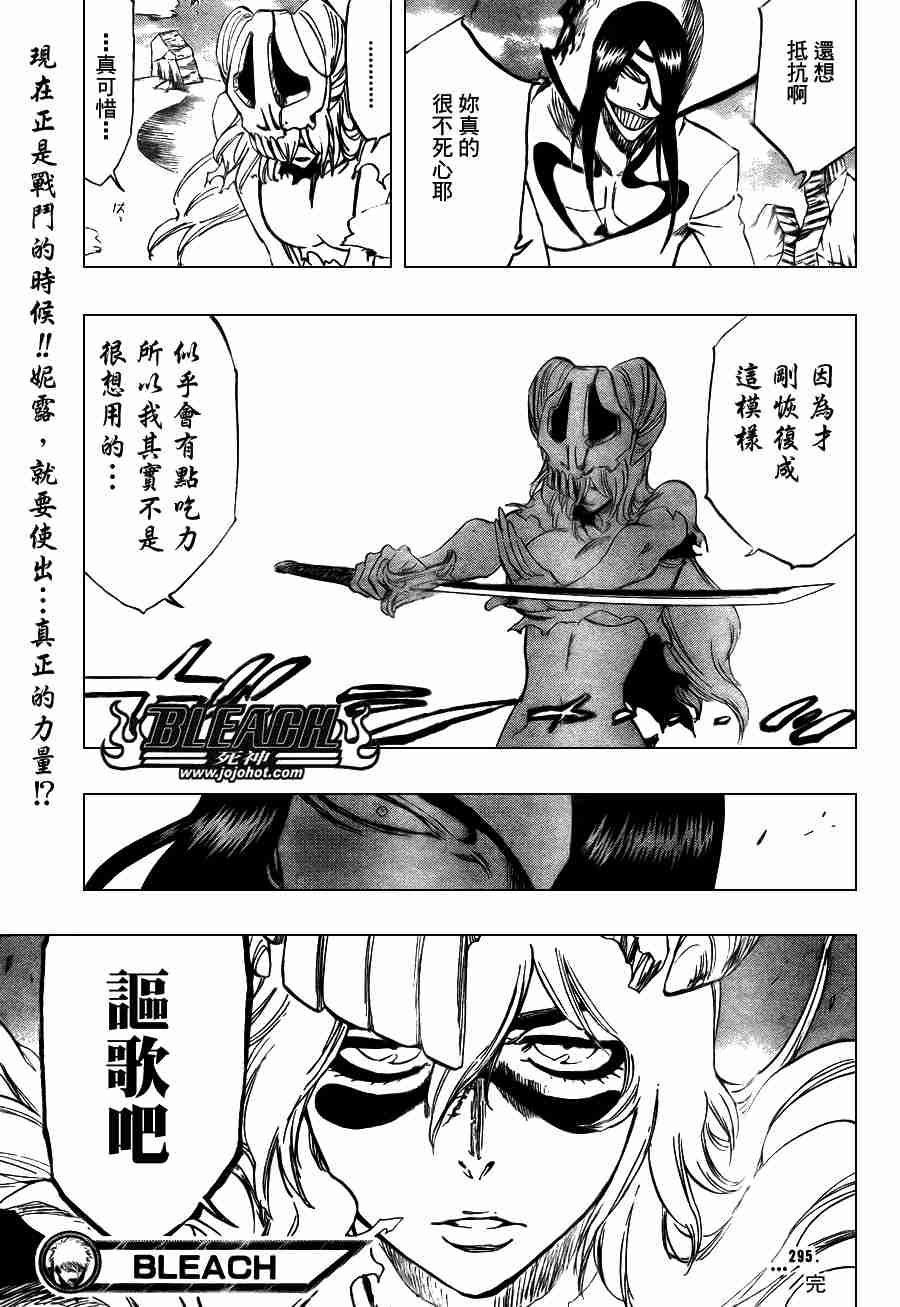 還想
抵抗啊
妳真的
很不死心耶
………
…真可惜…
因為才
剛恢復成
這模樣
似乎會有點吃力
所以我其實不是
很想用的…
BLEACH
死神
www.jojohot.com
謳歌吧
現在正是戰鬥的時候!!妮露，就要使出…真正的力量!?
BLEACH
295.
…完